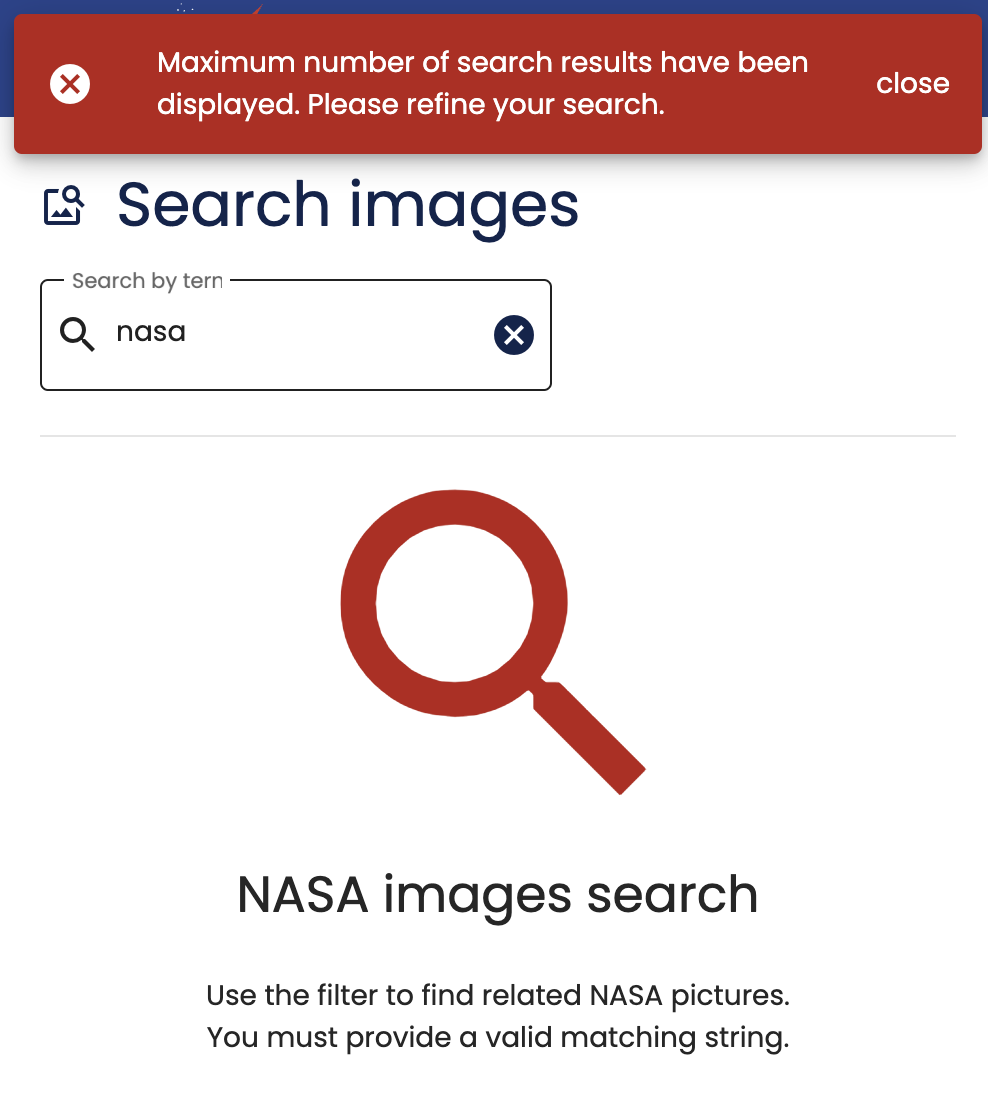 Maximum number of search results have been
displayed. Please refine your search.
close
Search images
Search by tern
nasa
NASA images search
Use the filter to find related NASA pictures.
You must provide a valid matching string.